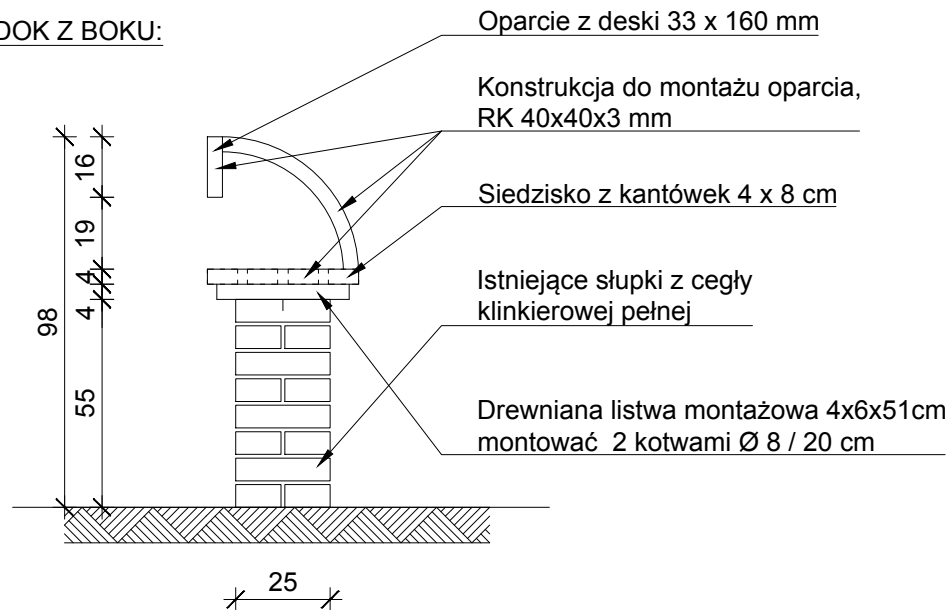 DOK Z BOKU:
Oparcie z deski 33 x 160 mm
Konstrukcja do montażu oparcia,
RK 40x40x3 mm
Siedzisko z kantówek 4 x 8 cm
Istniejące słupki z cegły
klinkierowej pełnej
Drewniana listwa montażowa 4x6x51cm
montować 2 kotwami Ø 8 / 20 cm
16
19
4
4
98
55
25